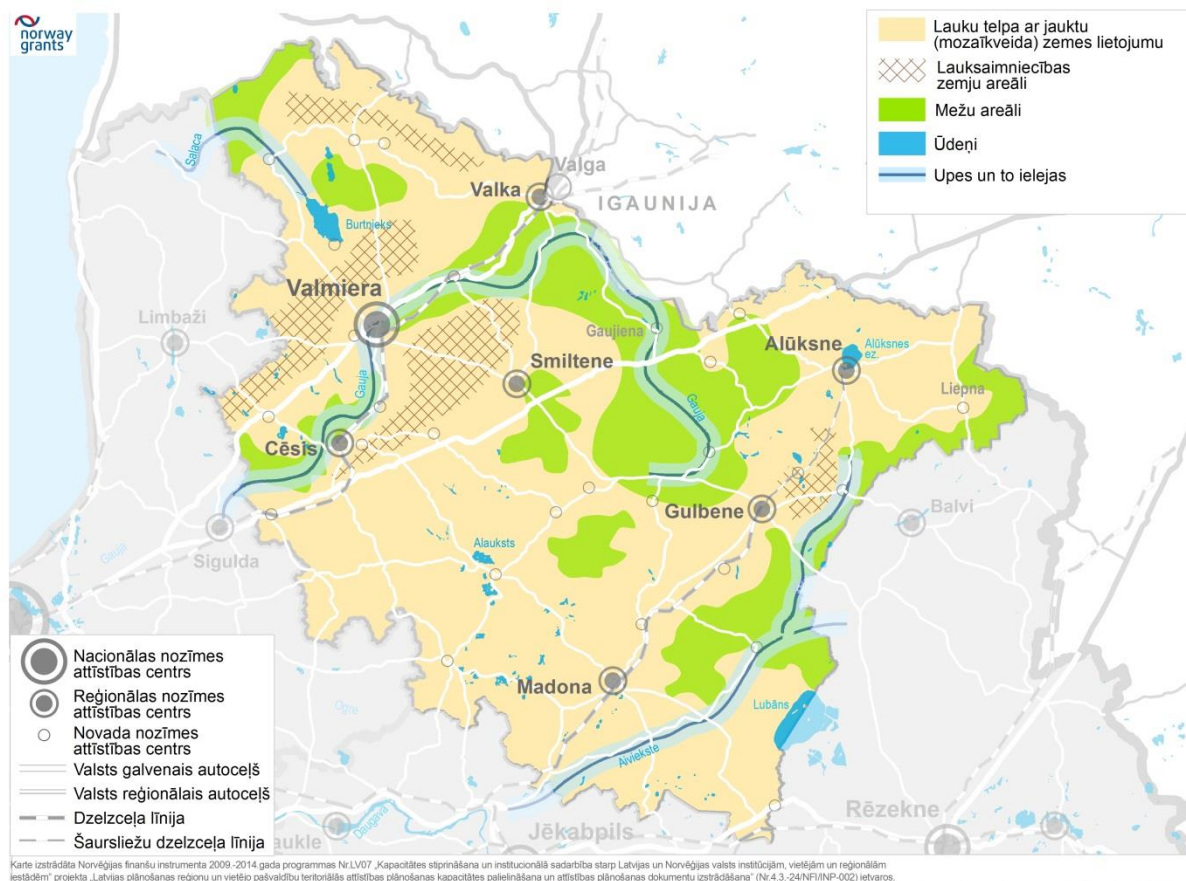 norway
grants
Lauku telpa ar jauktu
(mozaīkveida) zemes lietojumu
Lauksaimniecības
zemju areāli
Mežu areāli
Ūdeņi
Upes un to ielejas
Salaca
Valga
Valka
IGAUNIJA
Burtnieks
Valmiera
Limbaži
Gaujiena
Smiltene
Alūksne
Alūksnes
ez.
Gauja
Gauja
Liepna
Cēsis
Gulbene
Balvi
Sigulda
Gauja
Alauksts
Madona
Lubāns
Ogre
Aiviekste
Rēzekne
Jēkabpils
Daugava
aukle
Nacionālas nozīmes
attīstības centrs
Reģionālas nozīmes
attīstības centrs
Novada nozīmes
attīstības centrs
Valsts galvenais autoceļš
Valsts reģionālais autoceļš
Dzelzceļa līnija
Šaursliežu dzelzceļa līnija
Karte izstrādāta Norvēģijas finanšu instrumenta 2009.-2014.gada programmas Nr.LV07 „Kapacitātes stiprināšana un institucionālā sadarbība starp Latvijas un Norvēģijas valsts institūcijām, vietējām un reģionālām
iestādēm" projekta „Latvijas plānošanas reģionu un vietējo pašvaldību teritoriālās attīstības plānošanas kapacitātes palielināšana un attīstības plānošanas dokumentu izstrādāšana" (Nr.4.3.-24/NFI/INP-002) ietvaros.